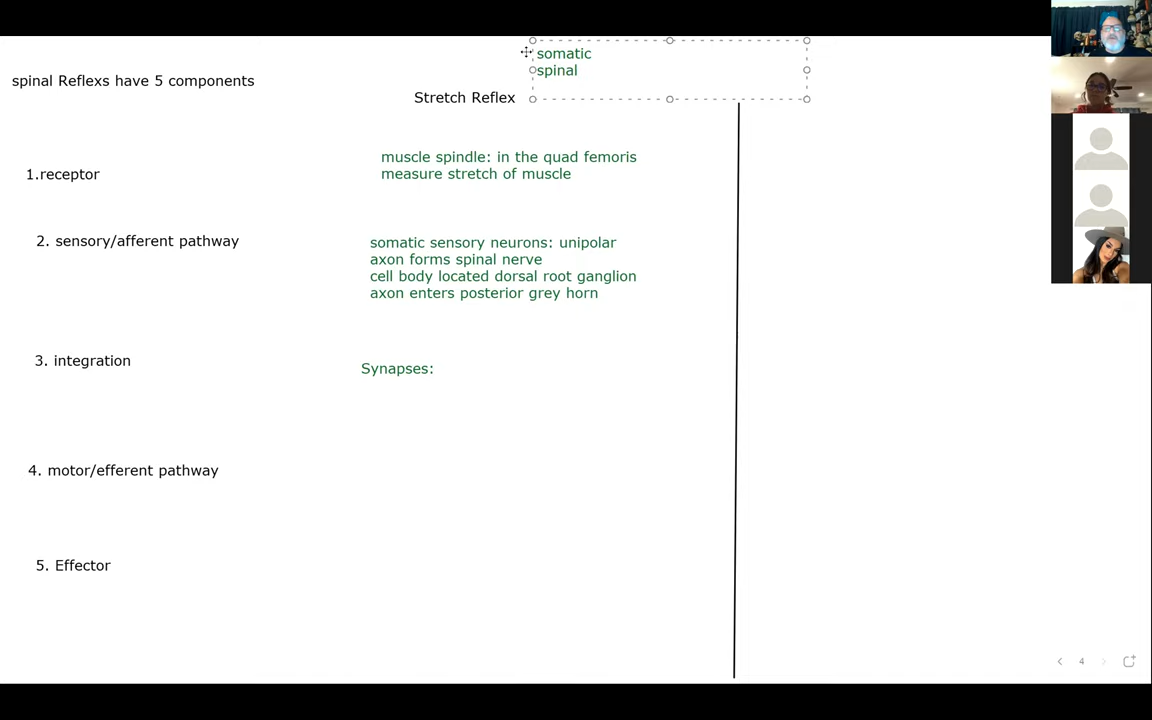 somatic
spinal
spinal Reflexs have 5 components
Stretch Reflex
muscle spindle: in the quad femoris
measure stretch of muscle
1.receptor
2. sensory/afferent pathway
somatic sensory neurons: unipolar
axon forms spinal nerve
cell body located dorsal root ganglion
axon enters posterior grey horn
3. integration
Synapses:
4. motor/efferent pathway
5. Effector
4